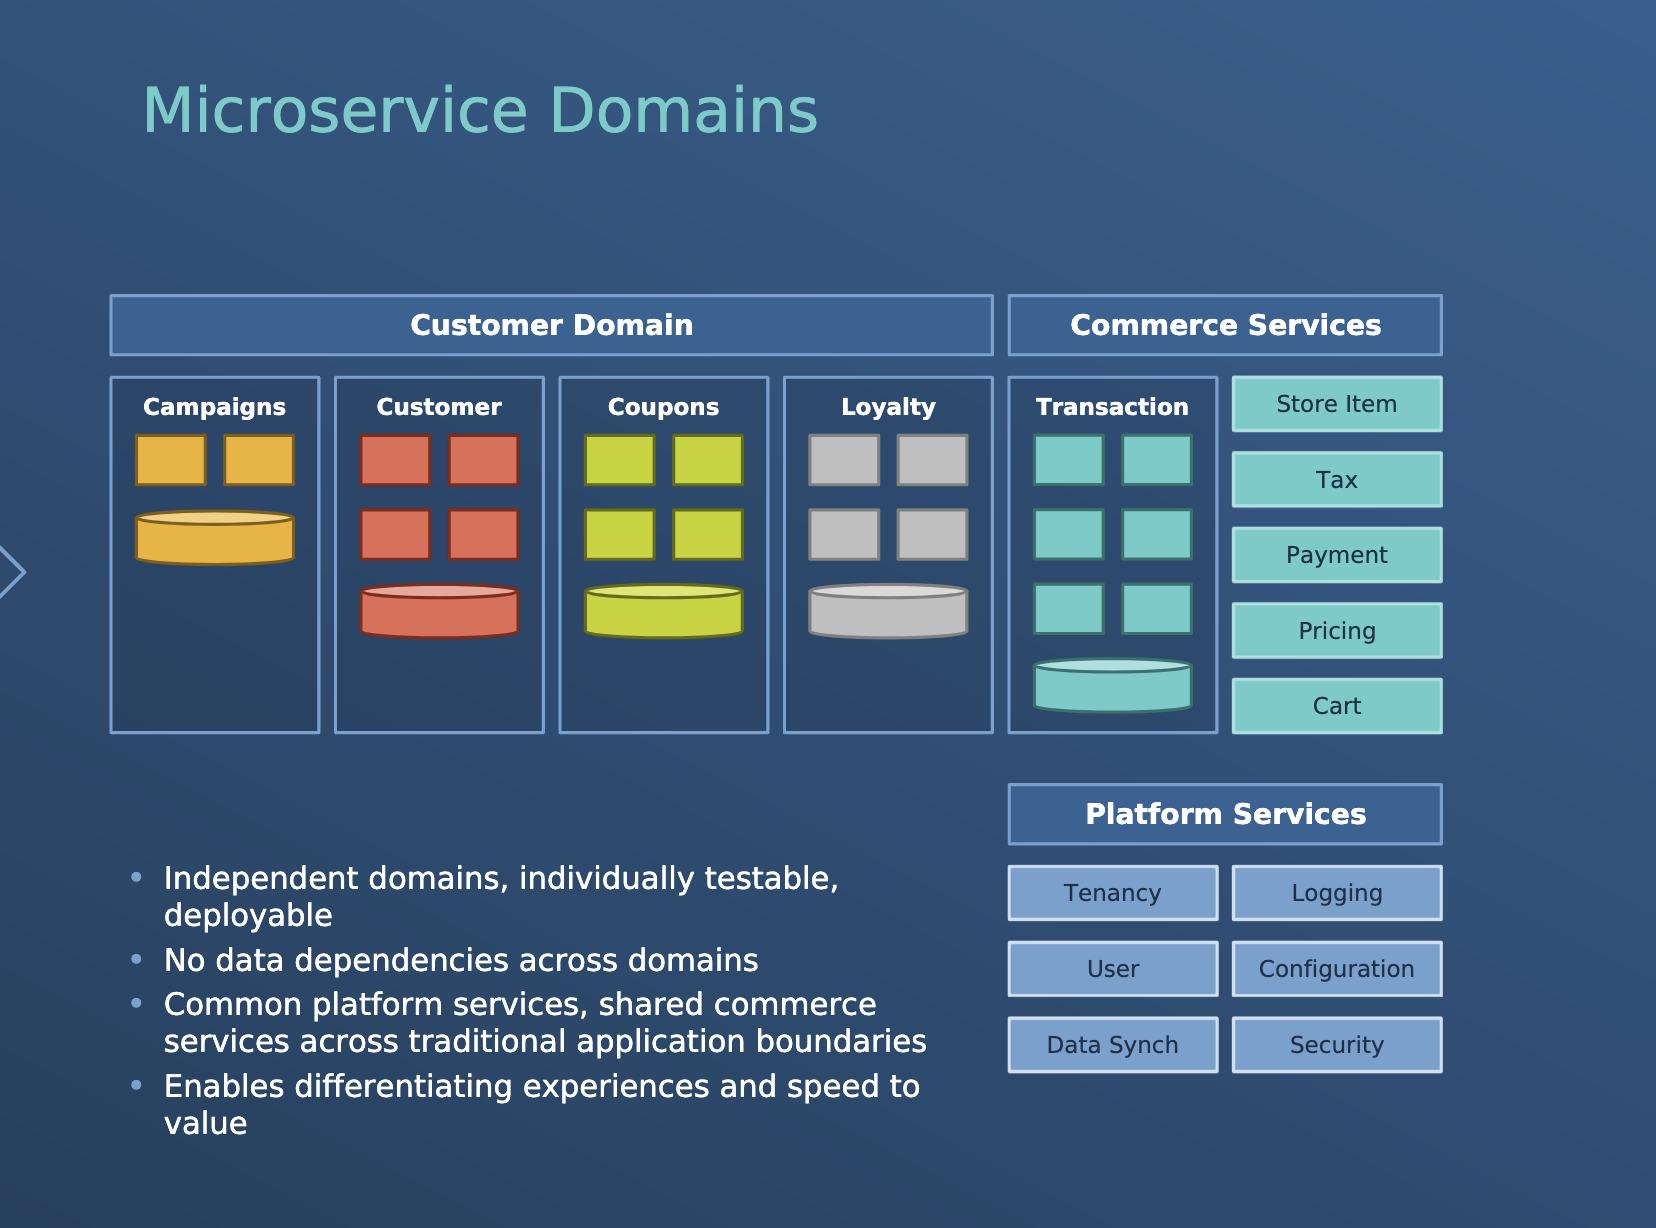 Microservice Domains
Customer Domain
Commerce Services
Campaigns
Customer
Coupons
Loyalty
Transaction
Store Item
Tax
Payment
Pricing
Cart
Platform Services
Tenancy
Logging
User
Configuration
Data Synch
Security
• Independent domains, individually testable,
deployable
• No data dependencies across domains
• Common platform services, shared commerce
services across traditional application boundaries
• Enables differentiating experiences and speed to
value